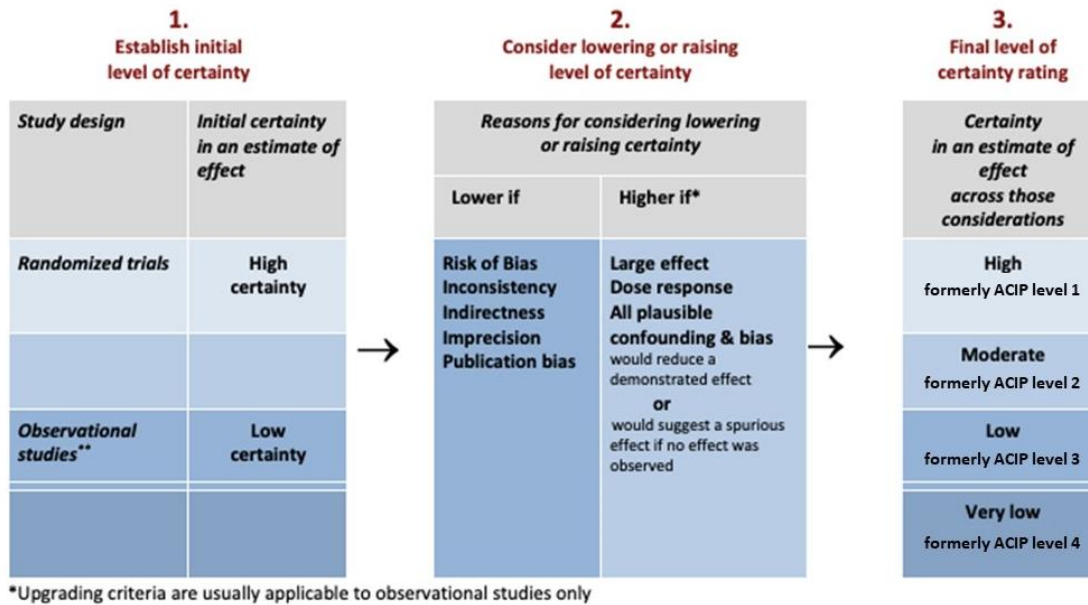 1.
Establish initial
level of certainty
2.
Consider lowering or raising
level of certainty
3.
Final level of
certainty rating
Study design
Initial certainty
in an estimate of
effect
Reasons for considering lowering
or raising certainty
Lower if
Higher if*
Certainty
in an estimate of
effect
across those
considerations
Randomized trials
High
certainty
Observational
studies**
Low
certainty
→
Risk of Bias
Inconsistency
Indirectness
Imprecision
Publication bias
Large effect
Dose response
All plausible
confounding & bias
would reduce a
demonstrated effect
or
would suggest a spurious
effect if no effect was
observed
→
High
formerly ACIP level 1
Moderate
formerly ACIP level 2
Low
formerly ACIP level 3
Very low
formerly ACIP level 4
*Upgrading criteria are usually applicable to observational studies only